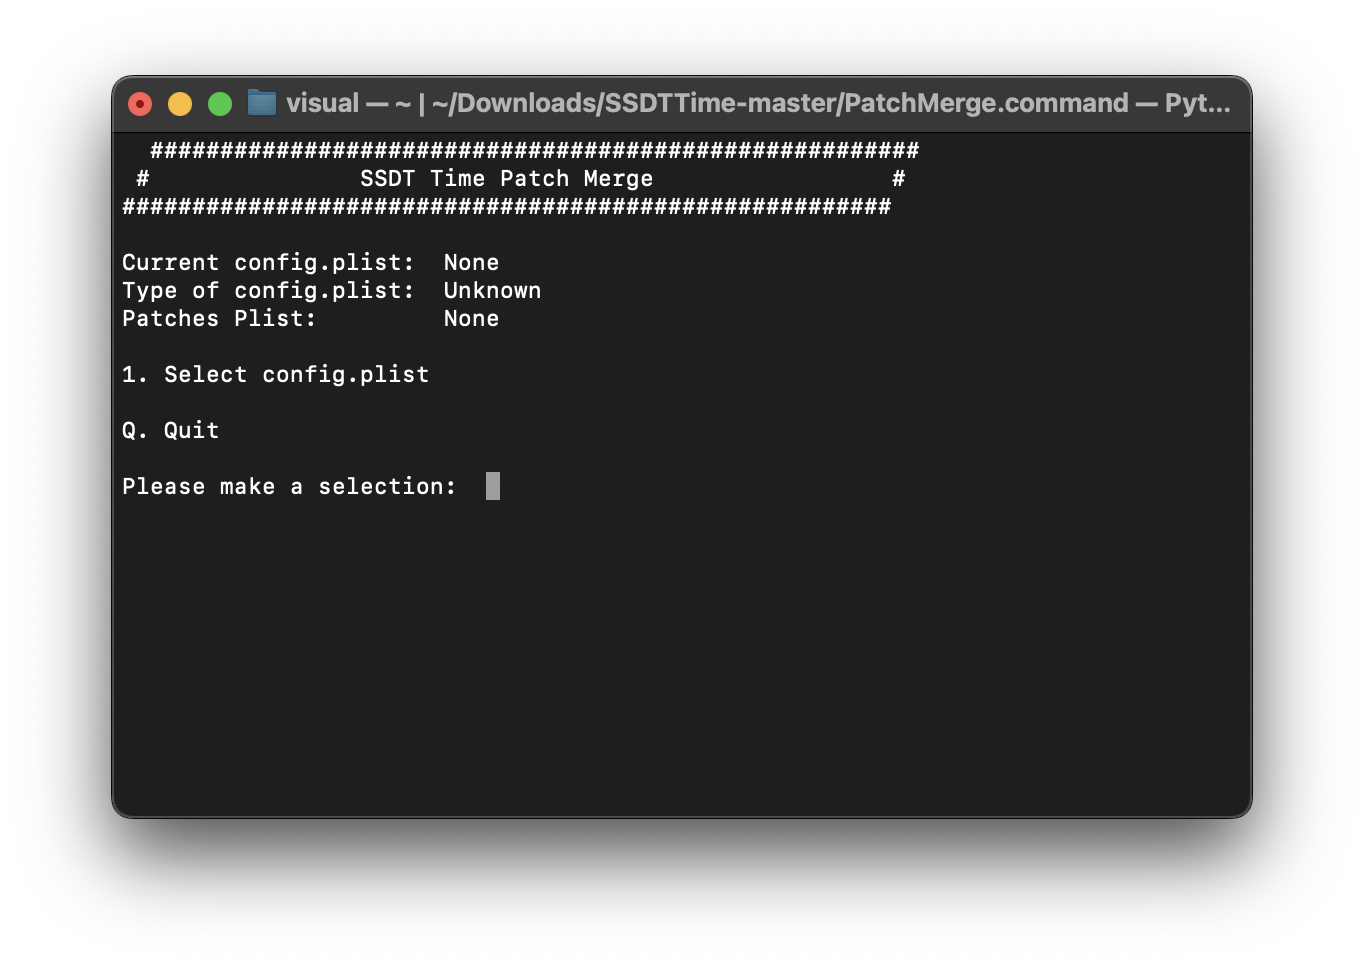 visual — ~ | ~/Downloads/SSDTTime-master/PatchMerge.command — Pyt...
#######################################################
# SSDT Time Patch Merge #
#######################################################
Current config.plist: None
Type of config.plist: Unknown
Patches Plist: None
1. Select config.plist
Q. Quit
Please make a selection: